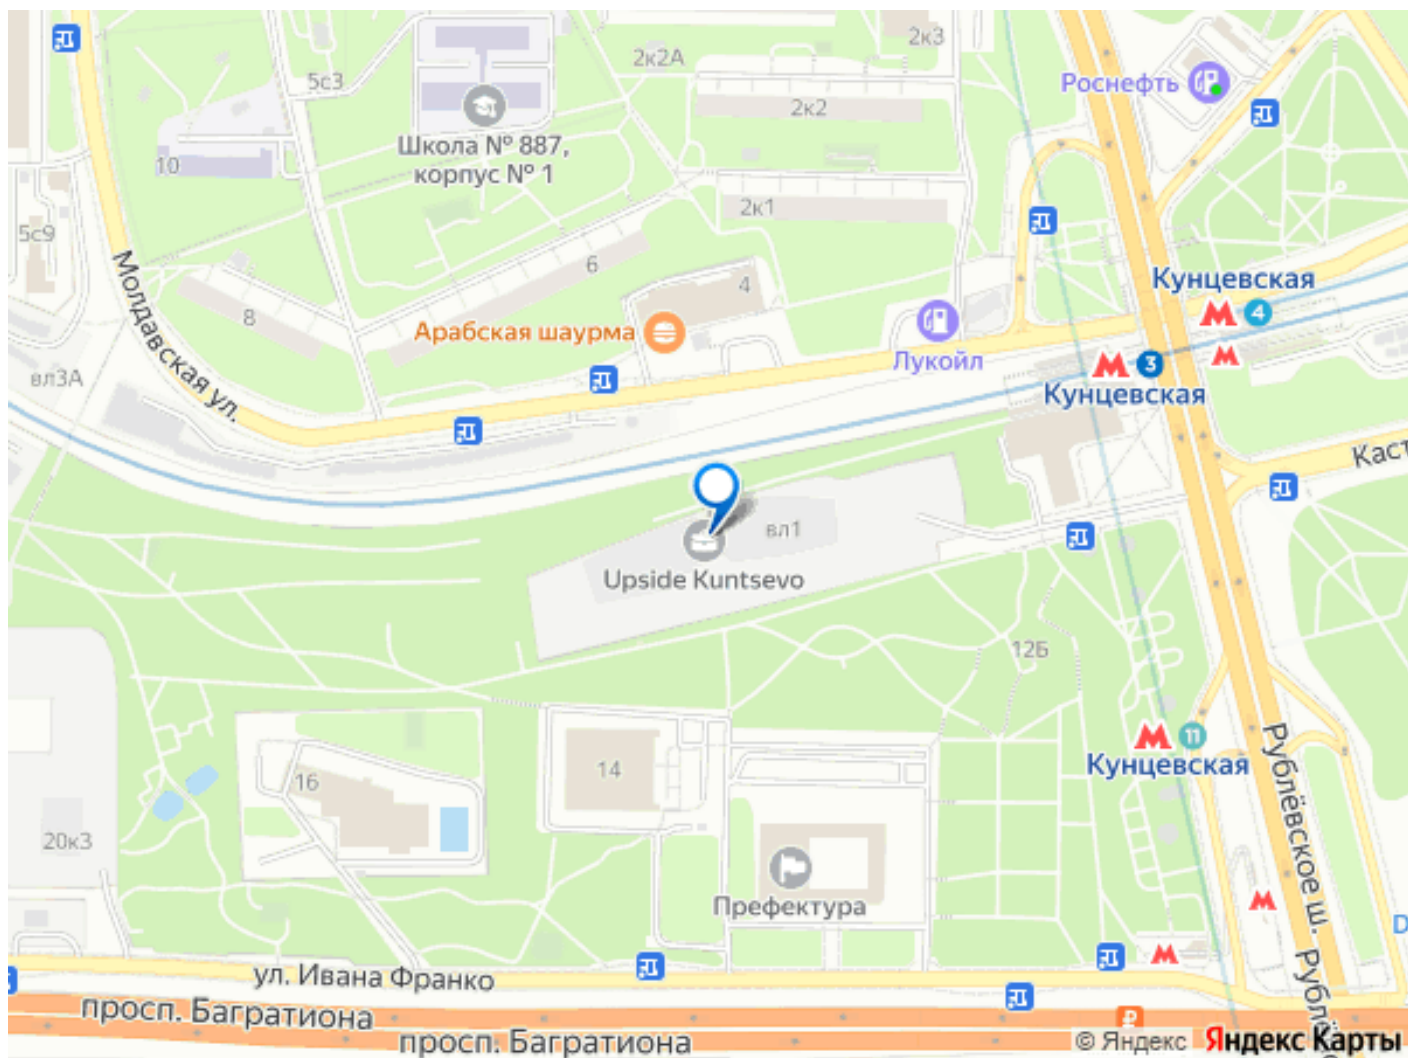 2к3
2к2А
5с3
Роснефть
2к2
Школа № 887,
корпус № 1
10
2к1
5с9
6
Молдавская ул.
Кунцевская
4
8
4
Арабская шаурма
Лукойл
3
Кунцевская
вл3А
Каст
вл1
Upside Kuntsevo
12Б
11
Кунцевская
14
16
Рублёвское ш.
20к3
Префектура
D
ул. Ивана Франко
Рублё
просп. Багратиона
просп. Багратиона
© Яндекс Яндекс Карты